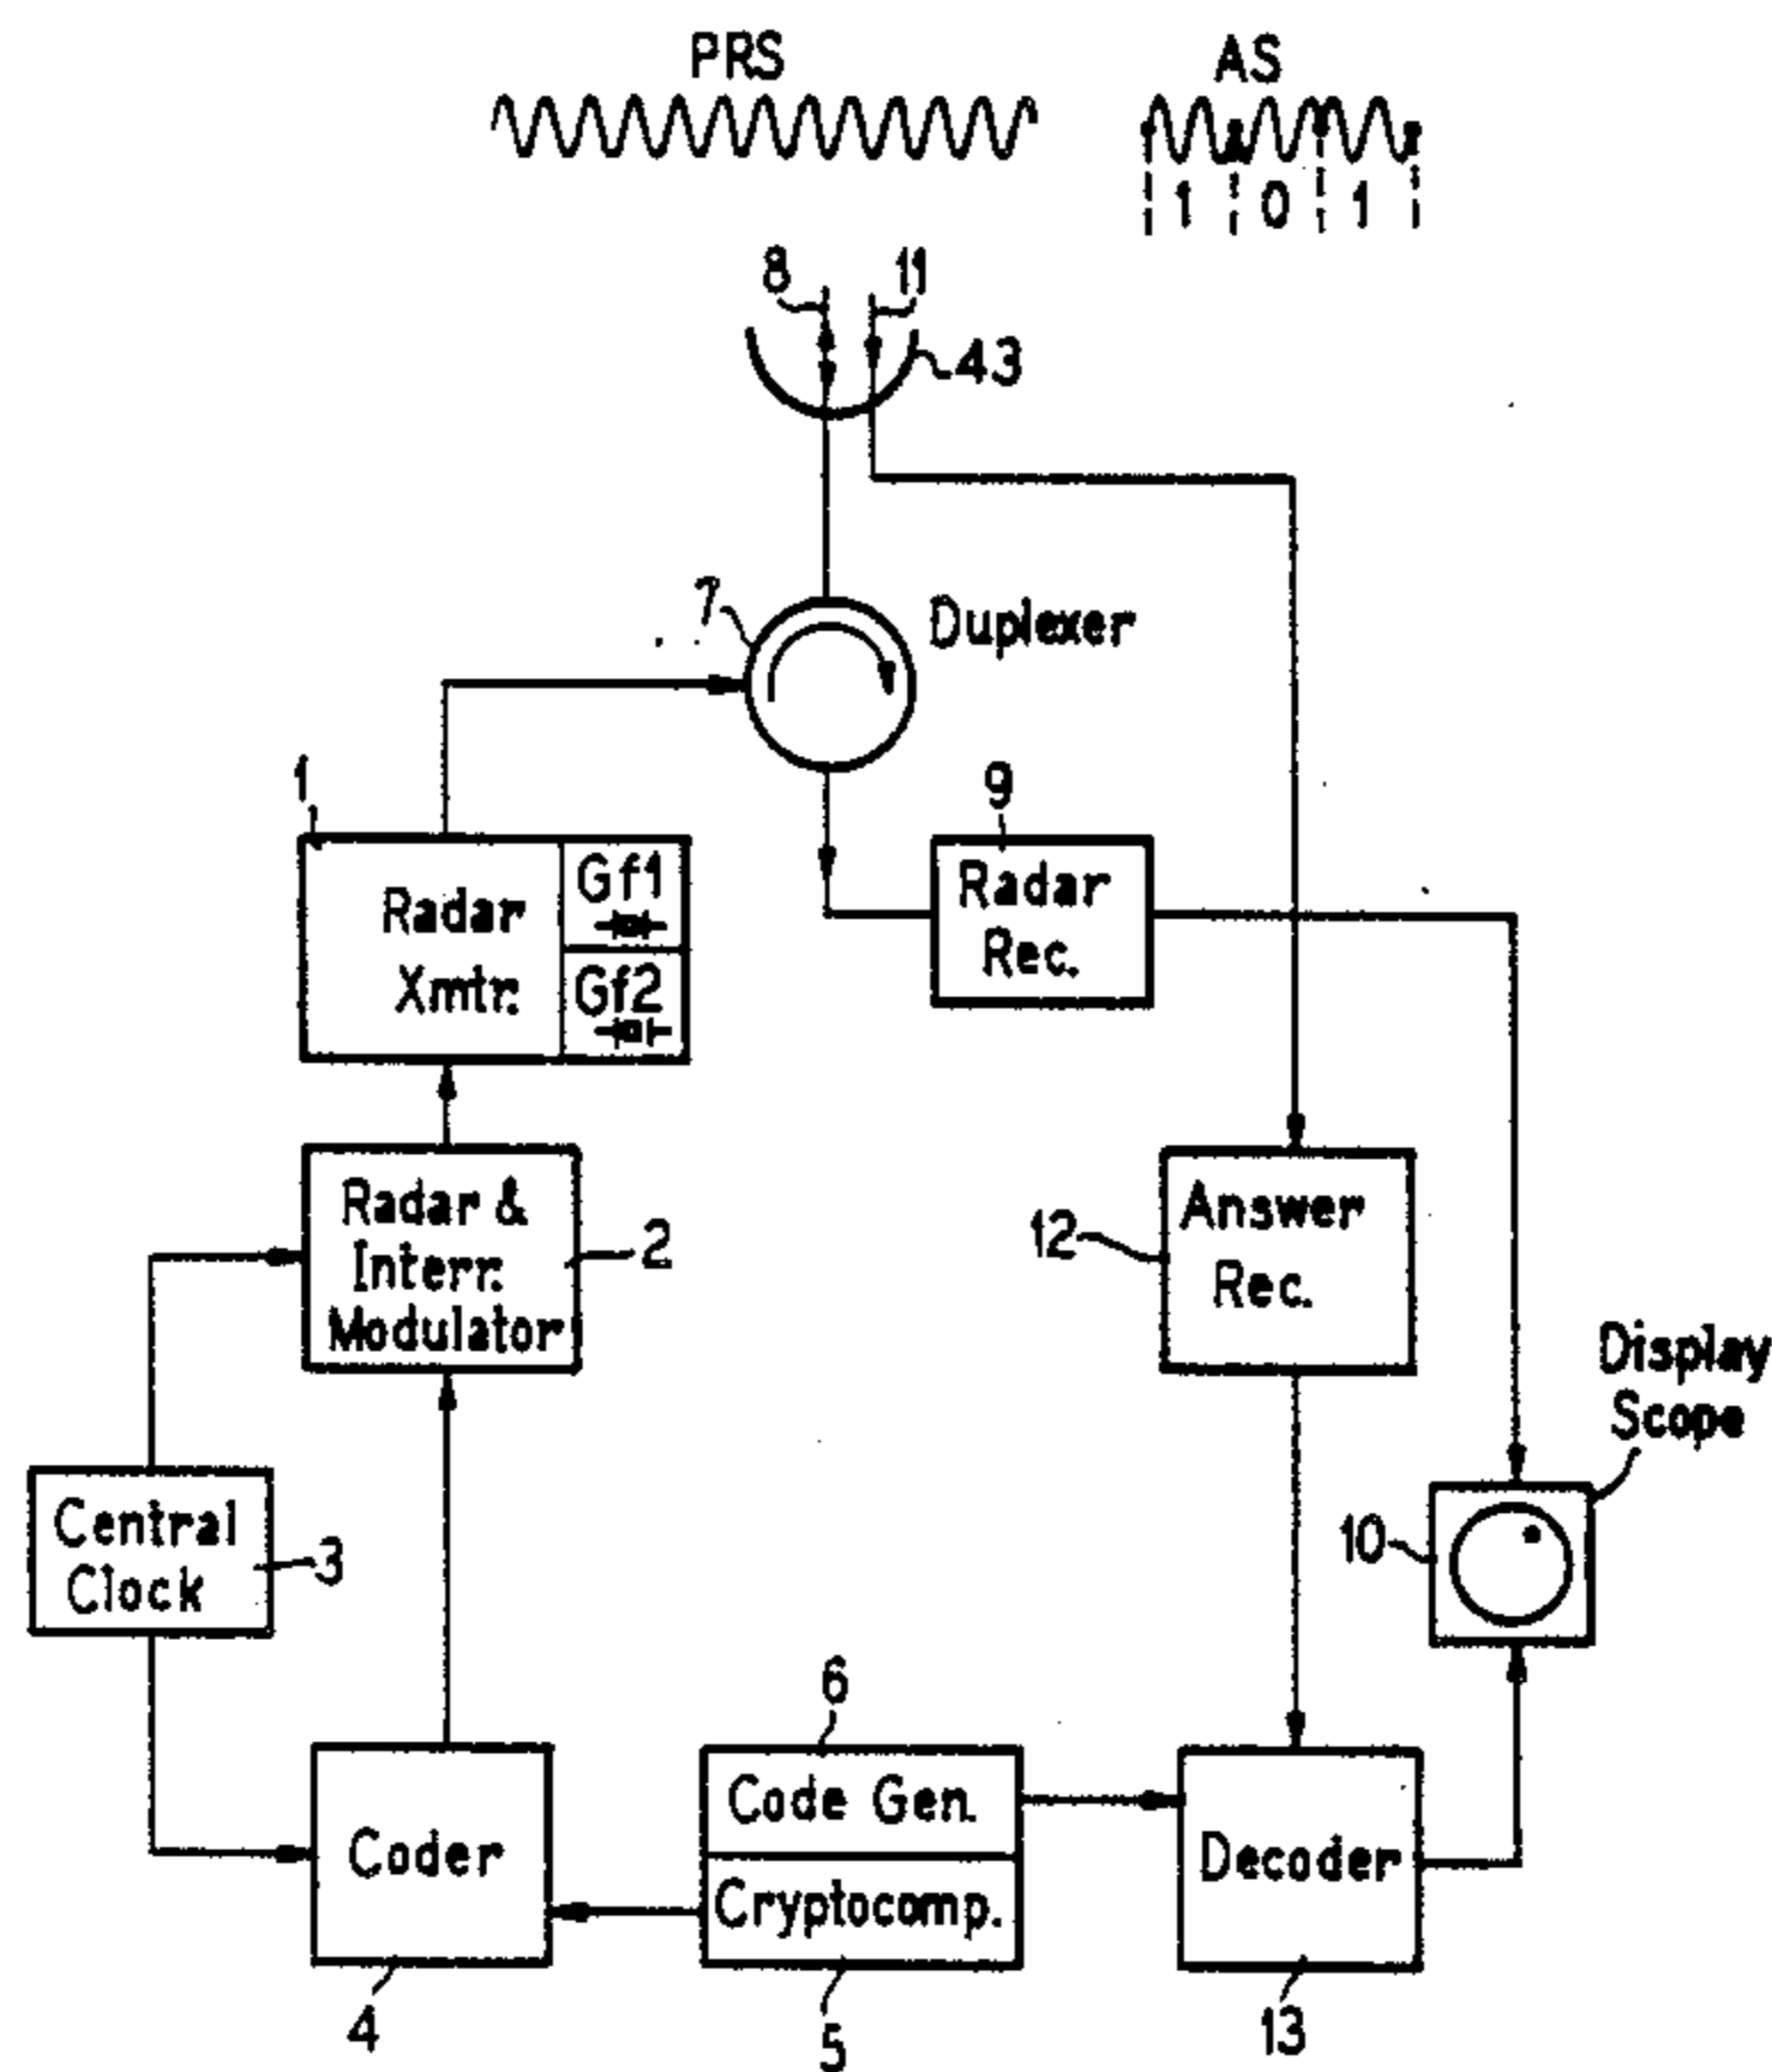 PRS
AS
1 0 1
8
11
43
7
Duplexer
1
9
Radar
Xmtr.
Gf1
Gf2
Radar
Rec.
Radar &
Interr.
Modulator
2
12
Answer
Rec.
Display
Scope
Central
Clock
3
10
6
Coder
Code Gen.
Cryptocomp.
Decoder
4
5
13